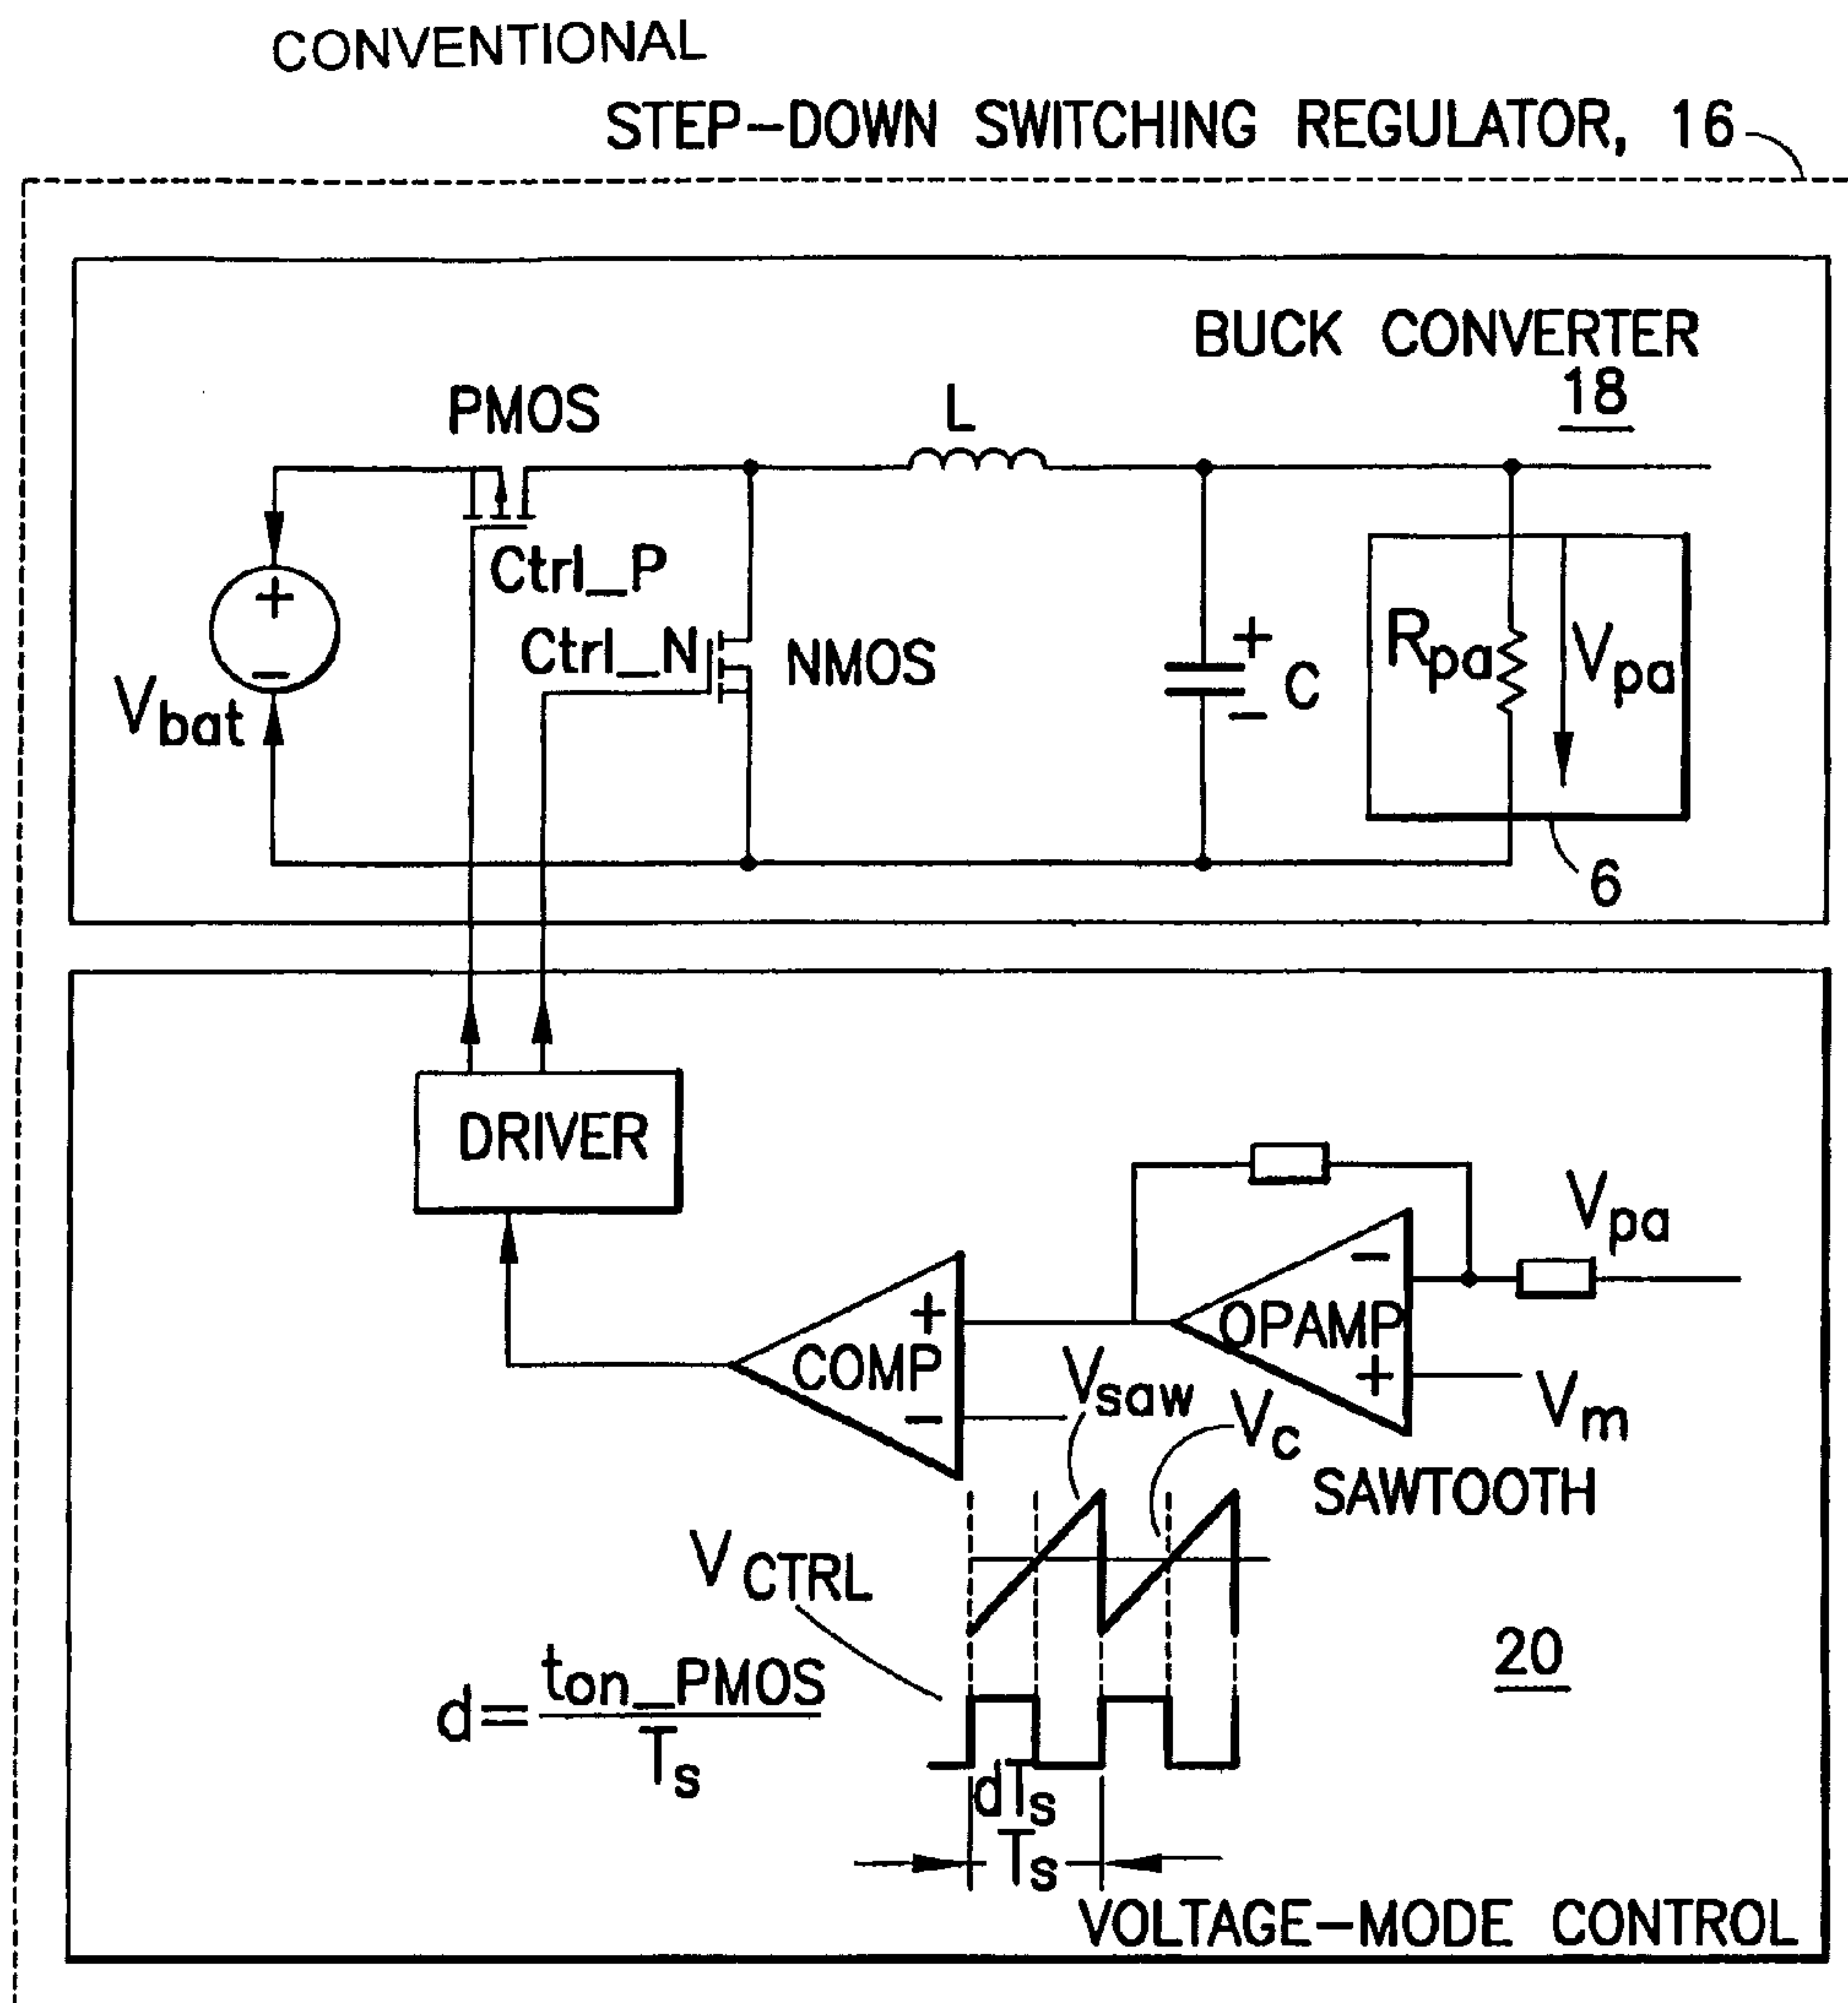 CONVENTIONAL
STEP-DOWN SWITCHING REGULATOR, 16
BUCK CONVERTER
18
PMOS
L
Ctrl_P
+
Ctrl_N
NMOS
-
Vbat
+
C
-
Rpa
Vpa
6
DRIVER
Vpa
-
OPAMP
+
COMP
-
+
Vm
Vsaw
Vc
SAWTOOTH
VCTRL
20
d=ton_PMOS/Ts
dTs
Ts
VOLTAGE-MODE CONTROL